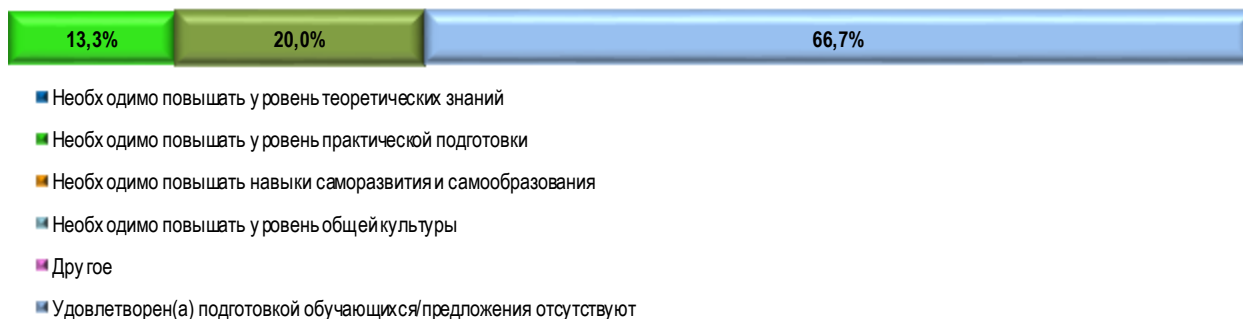 13,3% 20,0% 66,7%
Необходимо повышать уровень теоретических знаний
Необходимо повышать уровень практической подготовки
Необходимо повышать навыки саморазвития и самообразования
Необходимо повышать уровень общей культуры
Другое
Удовлетворен(а) подготовкой обучающихся/предложения отсутствуют